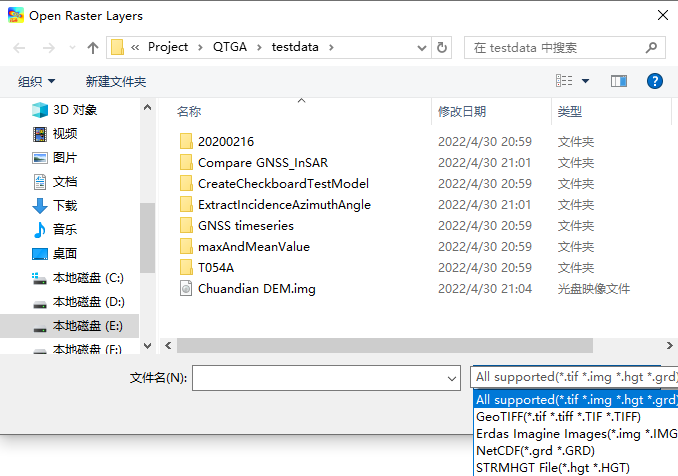 Open Raster Layers
« Project > QTGA > testdata >
在 testdata 中搜索
组织
新建文件夹
3D 对象
视频
图片
文档
下载
音乐
桌面
本地磁盘 (C:)
本地磁盘 (D:)
本地磁盘 (E:)
本地磁盘 (F:)
名称 修改日期 类型
20200216 2022/4/30 20:59 文件夹
Compare GNSS_InSAR 2022/4/30 21:01 文件夹
CreateCheckboardTestModel 2022/4/30 20:59 文件夹
ExtractIncidenceAzimuthAngle 2022/4/30 21:01 文件夹
GNSS timeseries 2022/4/30 20:59 文件夹
maxAndMeanValue 2022/4/30 20:59 文件夹
T054A 2022/4/30 20:59 文件夹
Chuandian DEM.img 2022/4/30 21:04 光盘映像文件
文件名(N):
All supported(*.tif *.img *.hgt *.grd)
All supported(*.tif *.img *.hgt *.grd)
GeoTIFF(*.tif *.tiff *.TIF *.TIFF)
Erdas Imagine Images(*.img *.IMG
NetCDF(*.grd *.GRD)
STRMHGT File(*.hgt *.HGT)